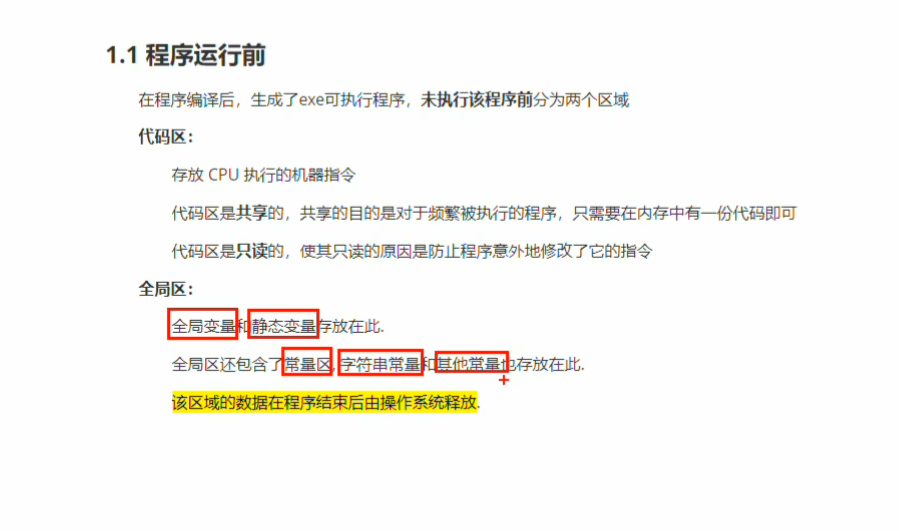 1.1 程序运行前
在程序编译后，生成了exe可执行程序，未执行该程序前分为两个区域
代码区：
存放 CPU 执行的机器指令
代码区是共享的，共享的目的是对于频繁被执行的程序，只需要在内存中有一份代码即可
代码区是只读的，使其只读的原因是防止程序意外地修改了它的指令
全局区：
全局变量和静态变量存放在此.
全局区还包含了常量区, 字符串常量和其他常量也存放在此.
该区域的数据在程序结束后由操作系统释放.